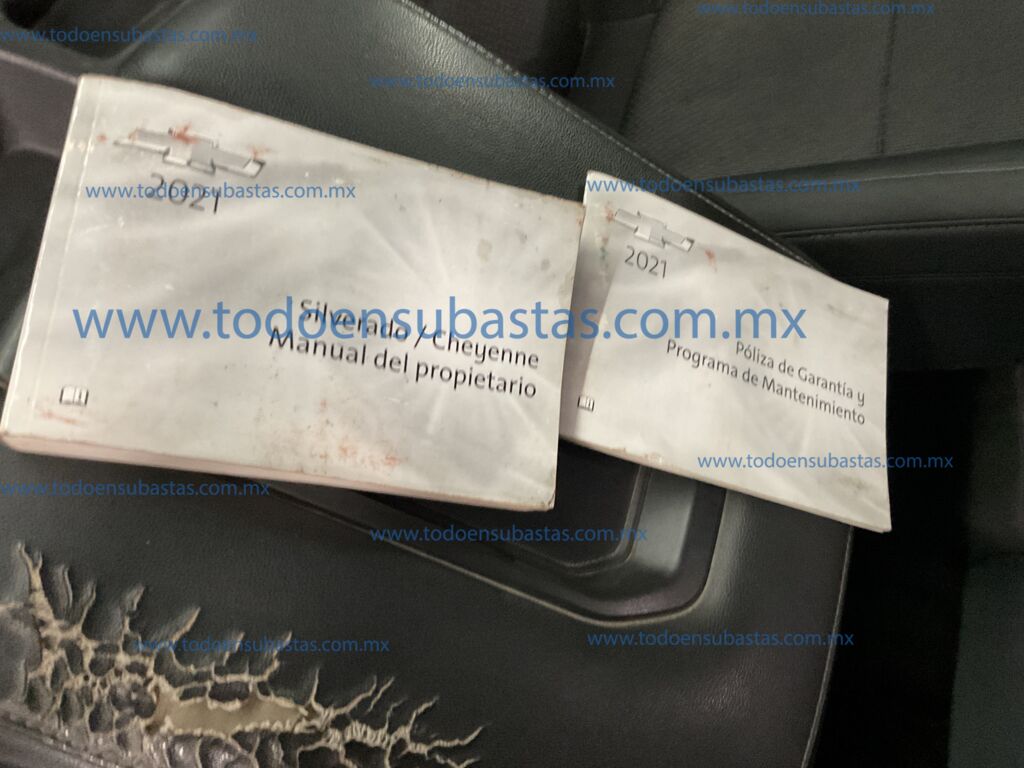 www.todoensubastas.com.mx
www.todoensubastas.com.mx
www.todoensubastas.com.mx
2021
www.todoensubastas.com.mx
www.todoensubastas.com.mx
2021
www.todoensubastas.com.mx
Silverado / Cheyenne
Manual del propietario
Póliza de Garantía y
Programa de Mantenimiento
www.todoensubastas.com.mx
www.todoensubastas.com.mx
www.todoensubastas.com.mx
www.todoensubastas.com.mx
www.todoensubastas.com.mx